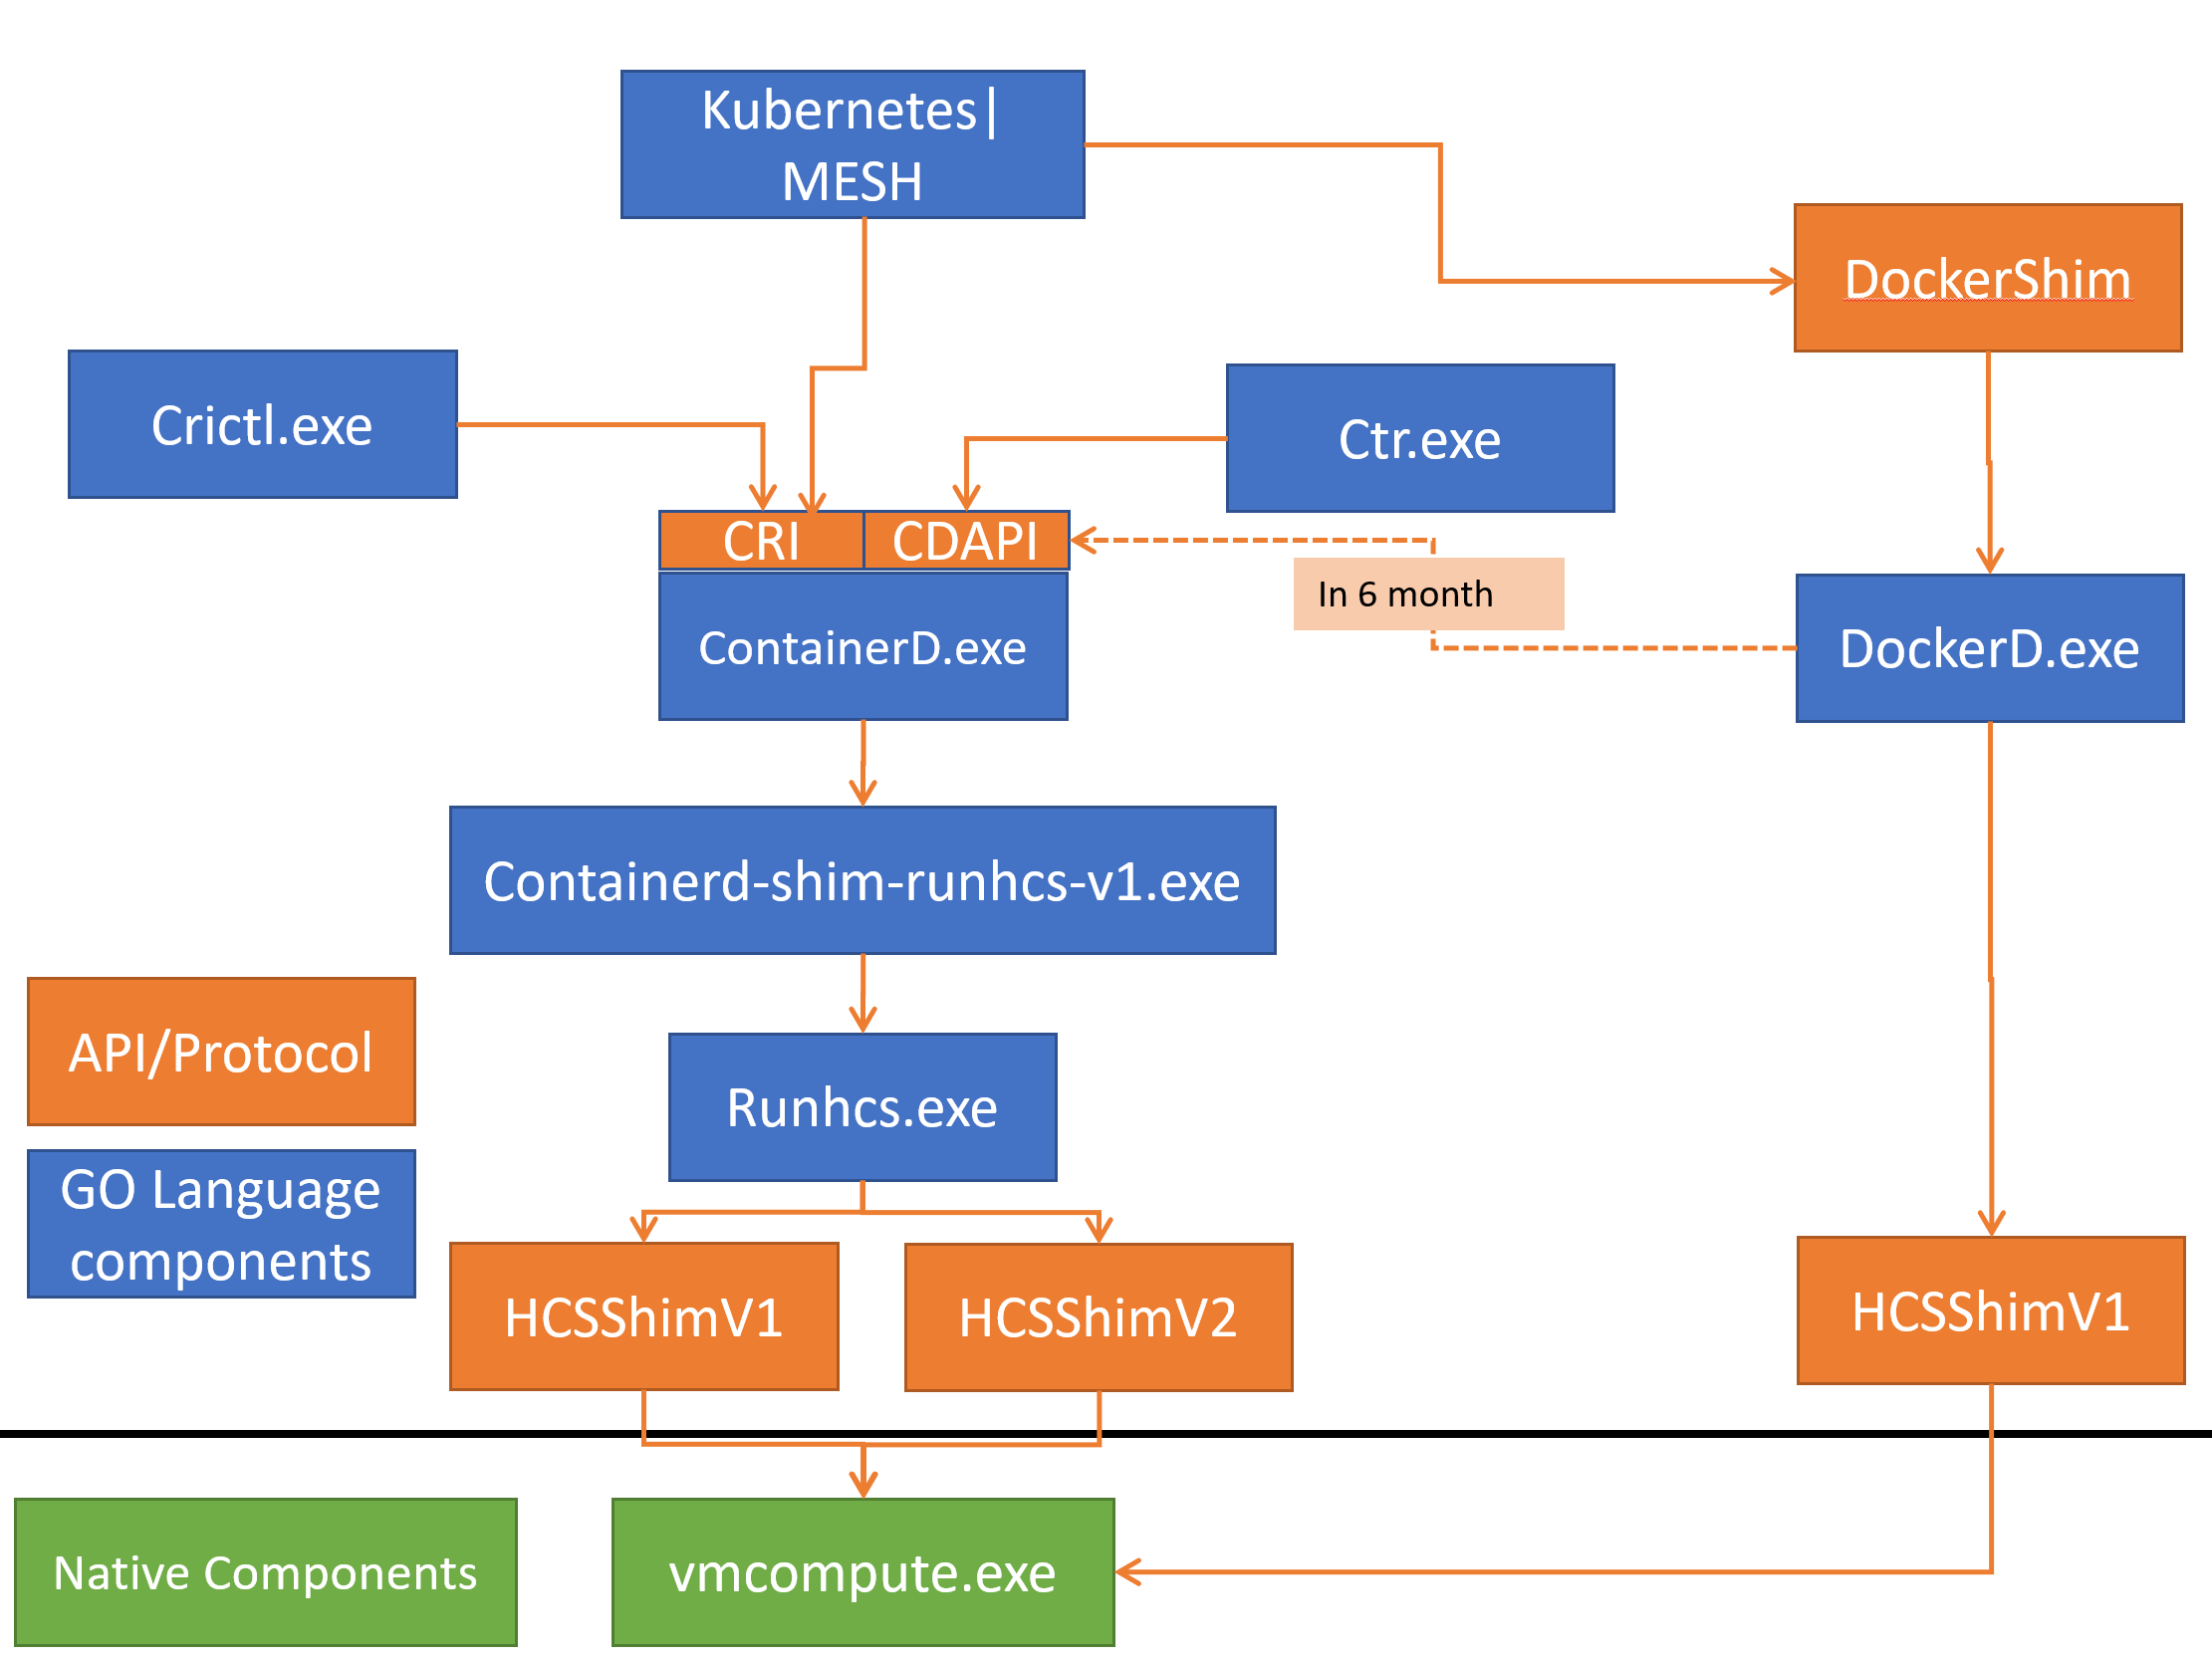 Kubernetes|
MESH
DockerShim
Crictl.exe
Ctr.exe
CRI
CDAPI
In 6 month
ContainerD.exe
DockerD.exe
Containerd-shim-runhcs-v1.exe
API/Protocol
Runhcs.exe
GO Language
components
HCSShimV1
HCSShimV2
HCSShimV1
Native Components
vmcompute.exe